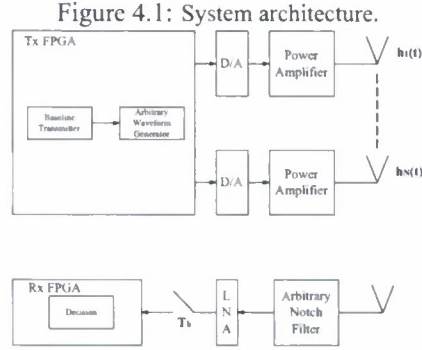 Figure 4.1: System architecture.
Tx FPGA
Baseline
Transmitter
Arbitrary
Waveform
Generator
D/A
Power
Amplifier
h1(t)
D/A
Power
Amplifier
hN(t)
Rx FPGA
Decision
Tb
L
N
A
Arbitrary
Notch
Filter